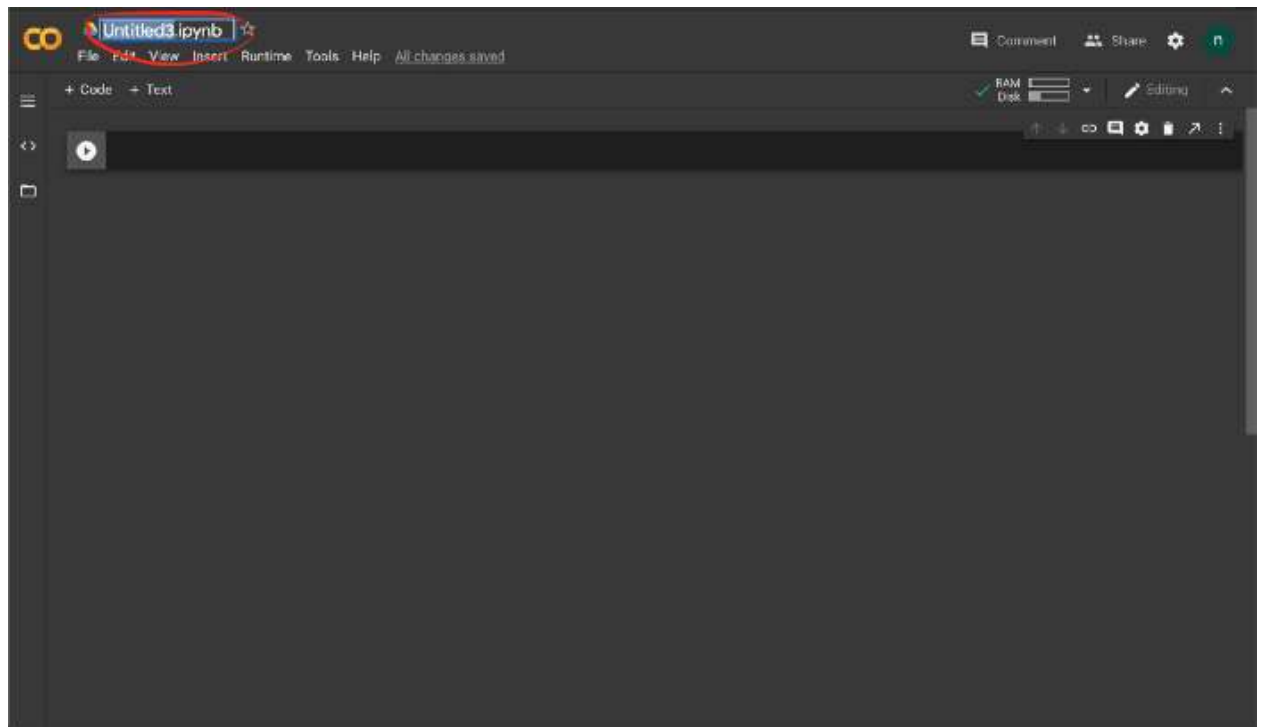 CO
Untitled3.ipynb
File Edit View Insert Runtime Tools Help All changes saved
Comment Share n
+ Code + Text
RAM
Disk
Editing